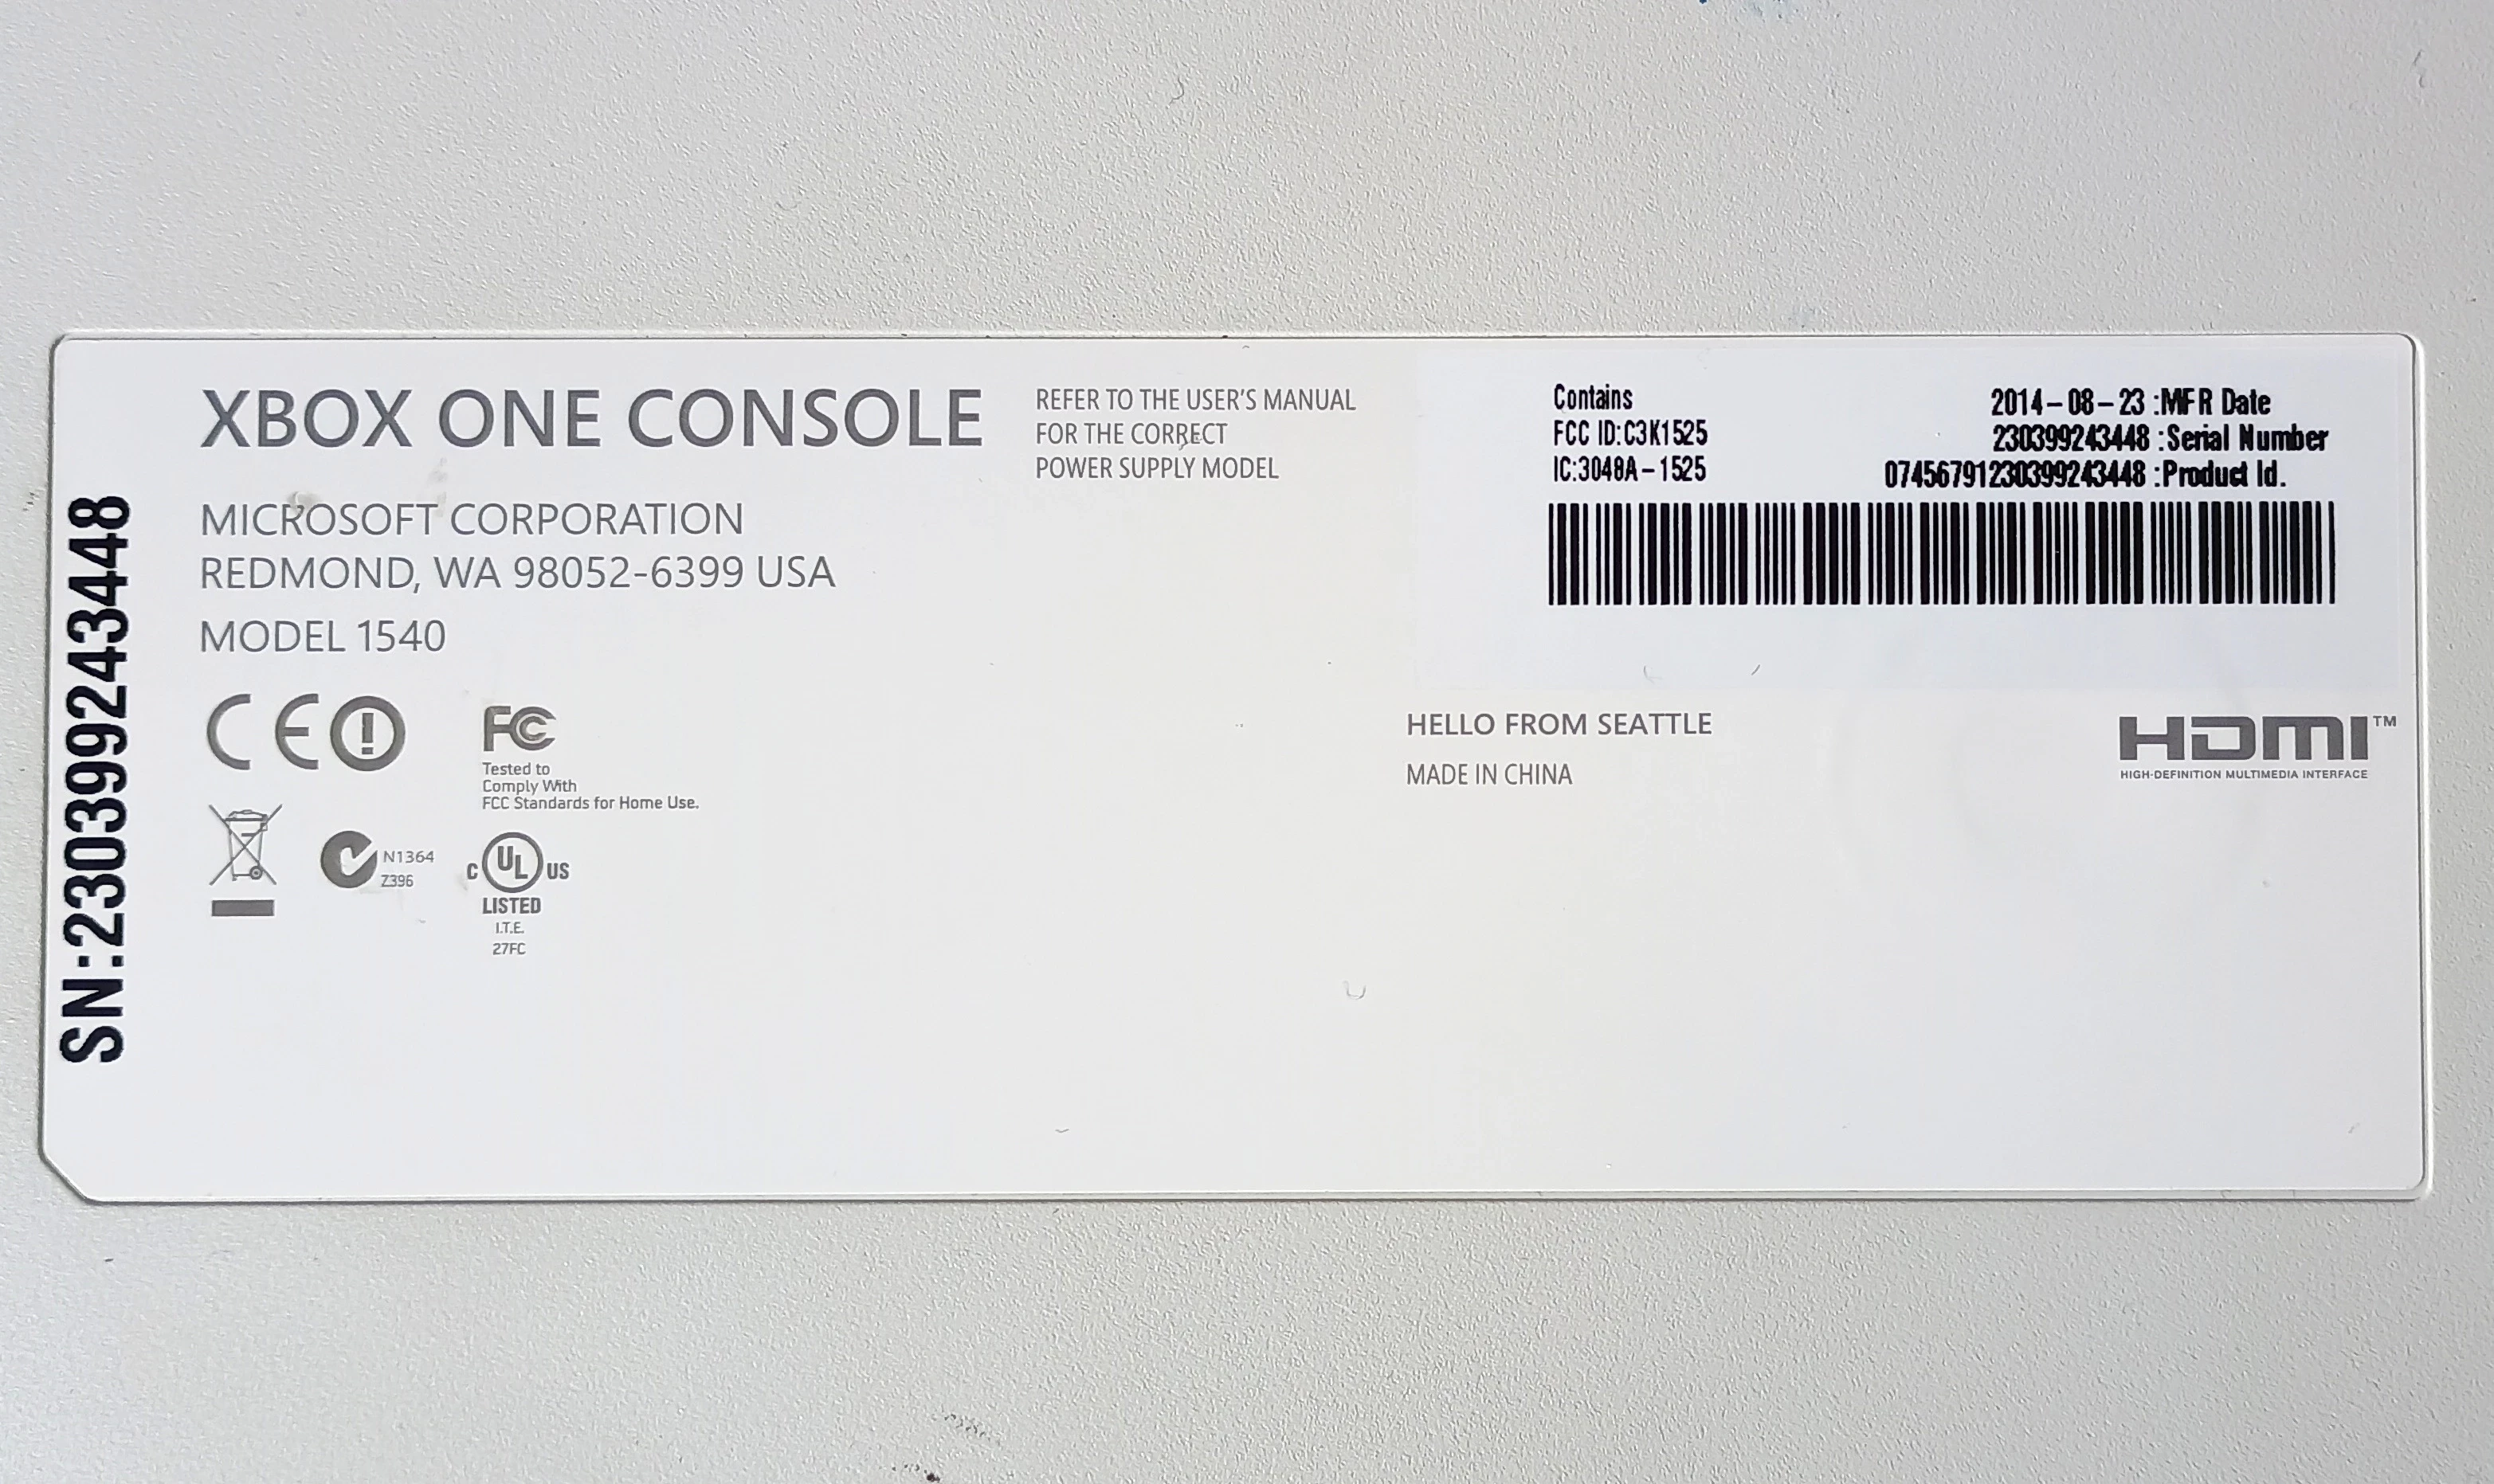 XBOX ONE CONSOLE
MICROSOFT CORPORATION
REDMOND, WA 98052-6399 USA
MODEL 1540
REFER TO THE USER'S MANUAL
FOR THE CORRECT
POWER SUPPLY MODEL
Contains
FCC ID:C3K1525
IC:3048A-1525
2014-08-23 :MFR Date
230399243448 :Serial Number
07456791230399243448 :Product Id.
SN:230399243448
CE
FC
Tested to
Comply With
FCC Standards for Home Use.
N1364
Z396
C UL US
LISTED
I.T.E.
27FC
HELLO FROM SEATTLE
MADE IN CHINA
HDMI™
HIGH-DEFINITION MULTIMEDIA INTERFACE